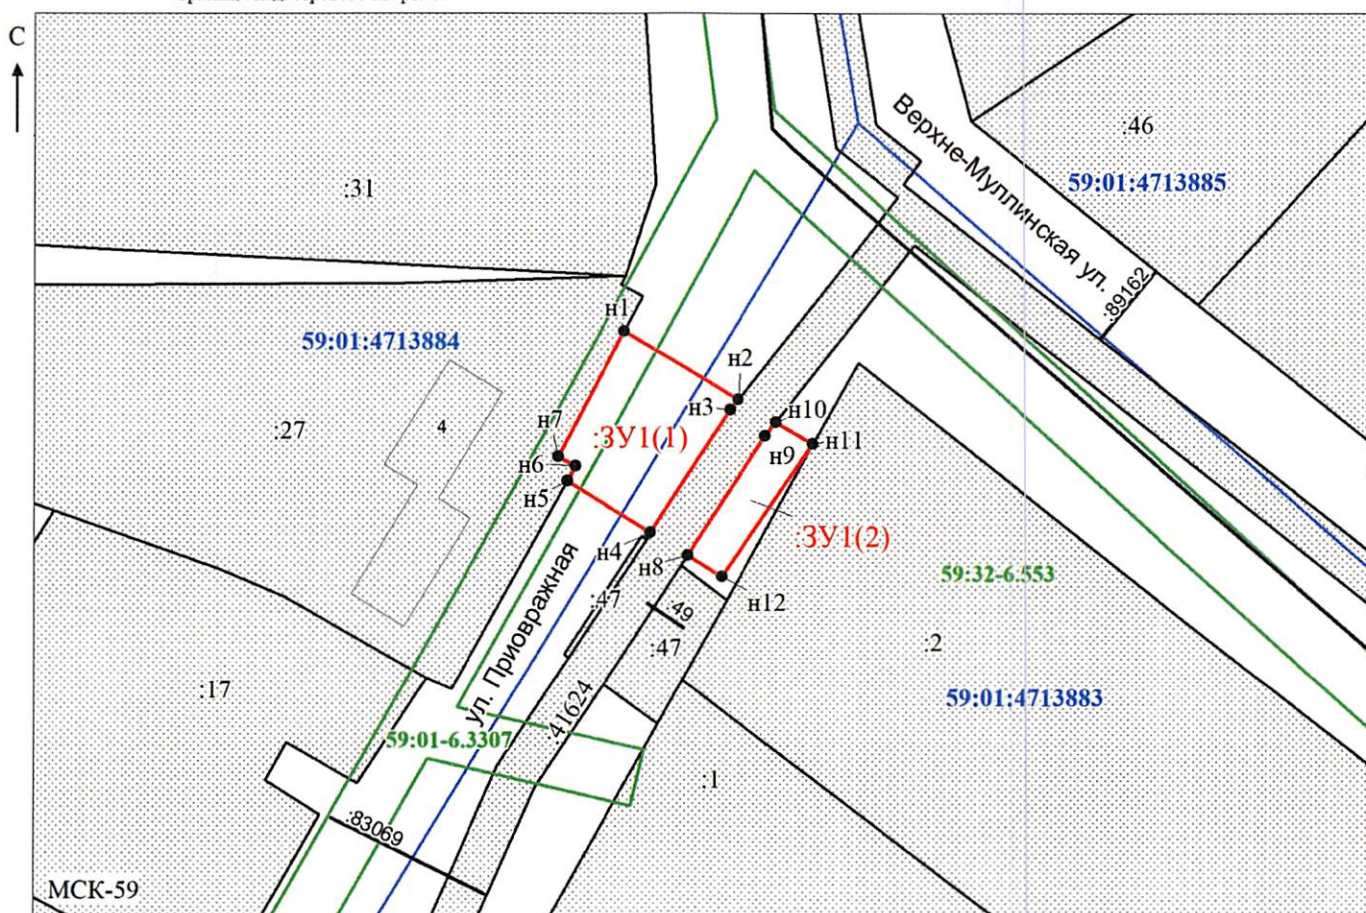 С
Верхне-Муллинская ул.
:46
59:01:4713885
:31
:89162
н1
59:01:4713884
н2
н3
н10
:27
4
н7
:ЗУ1(1)
н11
н9
н6
н5
н4
:ЗУ1(2)
н8
59:32-6.553
н12
:47
:49
ул. Приовражная
:47
:2
:17
59:01:4713883
:41624
59:01-6.3307
:1
:83069
МСК-59